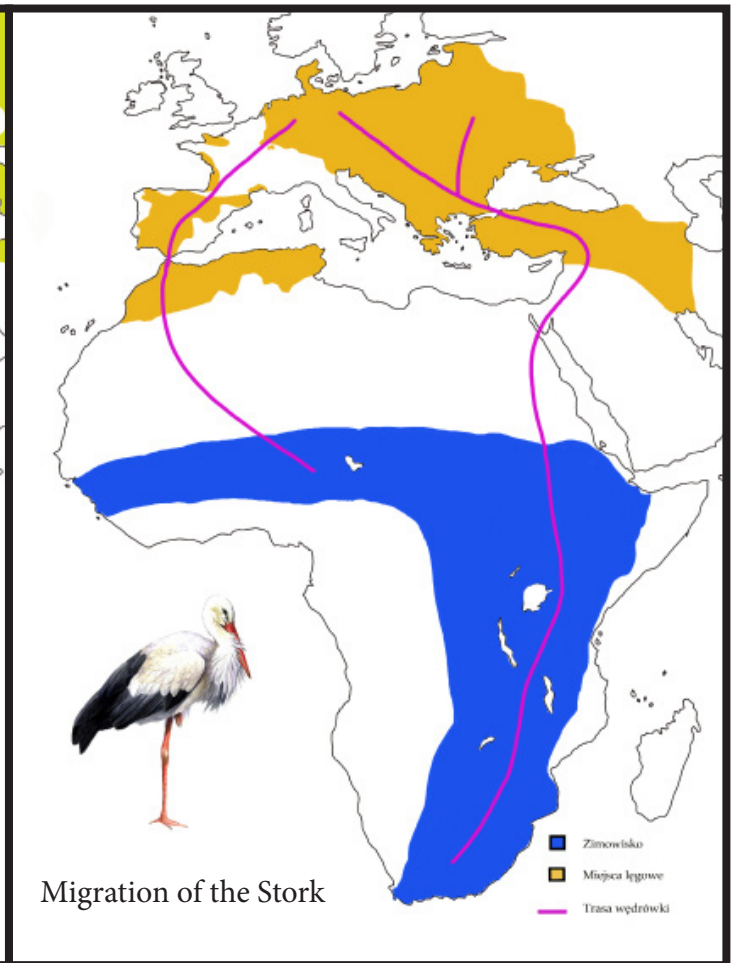 Zimowisko
Miejsca lęgowe
Trasa wędrówki
Migration of the Stork